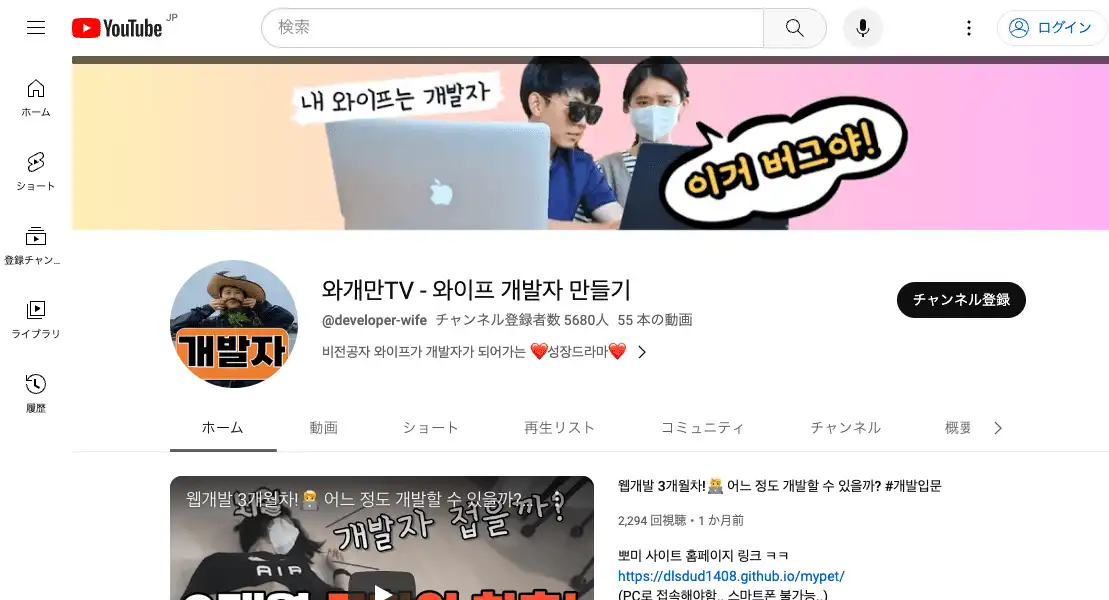 YouTube JP
検索
ログイン
ホーム
ショート
登録チャン...
ライブラリ
履歴
내 와이프는 개발자
이거 버그야!
개발자
와개만TV - 와이프 개발자 만들기
@developer-wife チャンネル登録者数 5680人 55 本の動画
비전공자 와이프가 개발자가 되어가는 ❤️성장드라마❤️
チャンネル登録
ホーム 動画 ショート 再生リスト コミュニティ チャンネル 概要
웹개발 3개월차!👩‍💻 어느 정도 개발할 수 있을까?
개발자 접을까?
AIR
웹개발 3개월차!👩‍💻 어느 정도 개발할 수 있을까? #개발입문
2,294 回視聴・1 か月前
뽀미 사이트 홈페이지 링크 ㅋㅋ
https://dlsdud1408.github.io/mypet/
(PC로 접속해야함.. 스마트폰 불가능..)